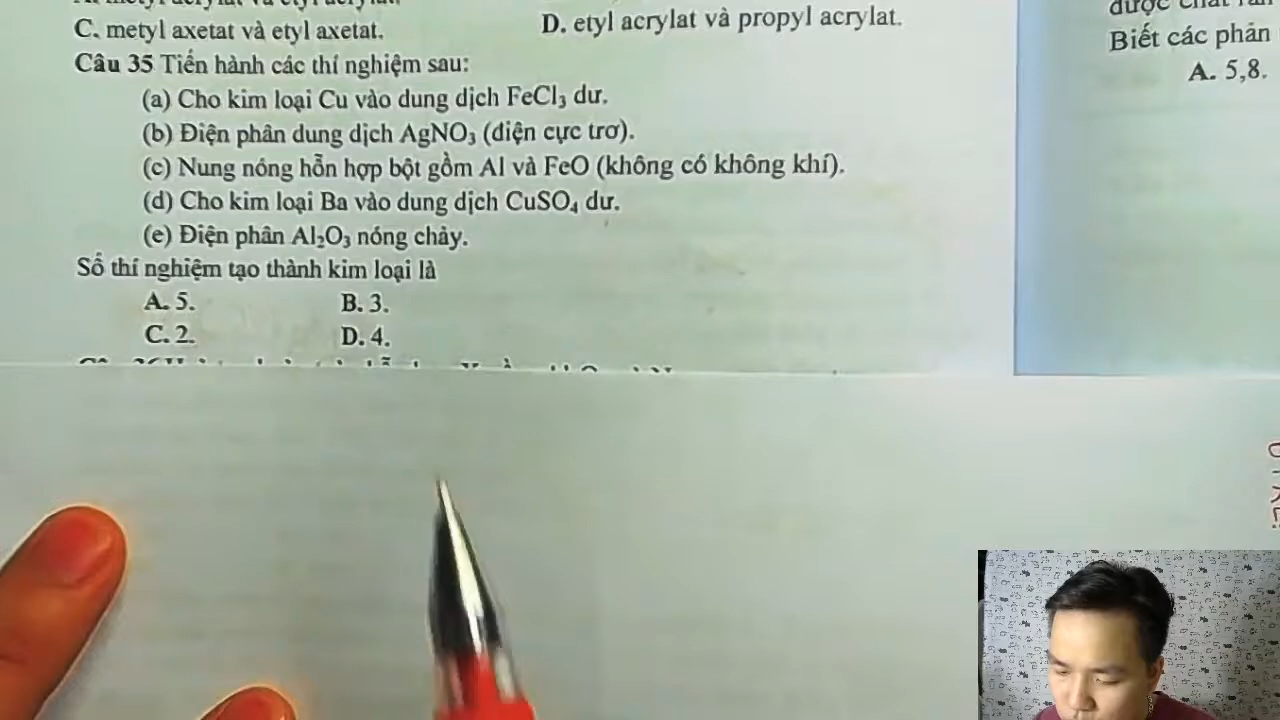 C. metyl axetat và etyl axetat.
D. etyl acrylat và propyl acrylat.
Câu 35 Tiến hành các thí nghiệm sau:
(a) Cho kim loại Cu vào dung dịch FeCl₃ dư.
(b) Điện phân dung dịch AgNO₃ (điện cực trơ).
(c) Nung nóng hỗn hợp bột gồm Al và FeO (không có không khí).
(d) Cho kim loại Ba vào dung dịch CuSO₄ dư.
(e) Điện phân Al₂O₃ nóng chảy.
Số thí nghiệm tạo thành kim loại là
A. 5.
B. 3.
C. 2.
D. 4.
Biết các phản
A. 5,8.